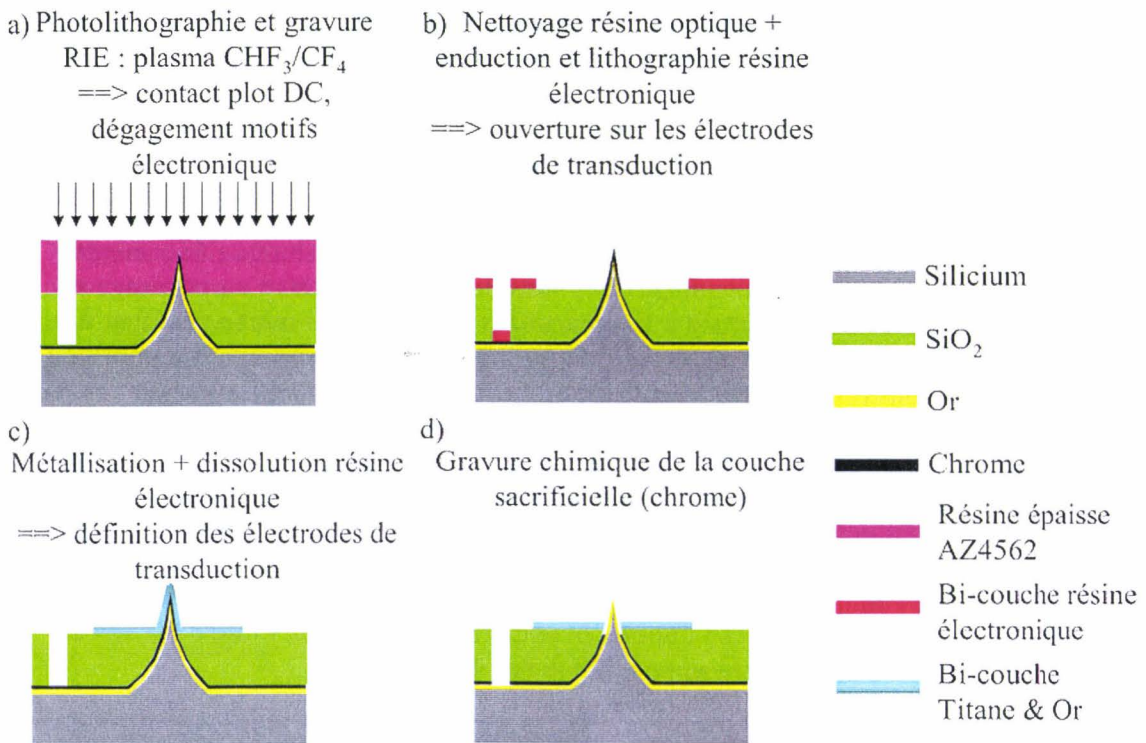 a) Photolithographie et gravure
RIE : plasma CHF₃/CF₄
==> contact plot DC,
dégagement motifs
électronique
b) Nettoyage résine optique +
enduction et lithographie résine
électronique
==> ouverture sur les électrodes
de transduction
c)
Métallisation + dissolution résine
électronique
==> définition des électrodes de
transduction
d)
Gravure chimique de la couche
sacrificielle (chrome)
Silicium
SiO₂
Or
Chrome
Résine épaisse
AZ4562
Bi-couche résine
électronique
Bi-couche
Titane & Or